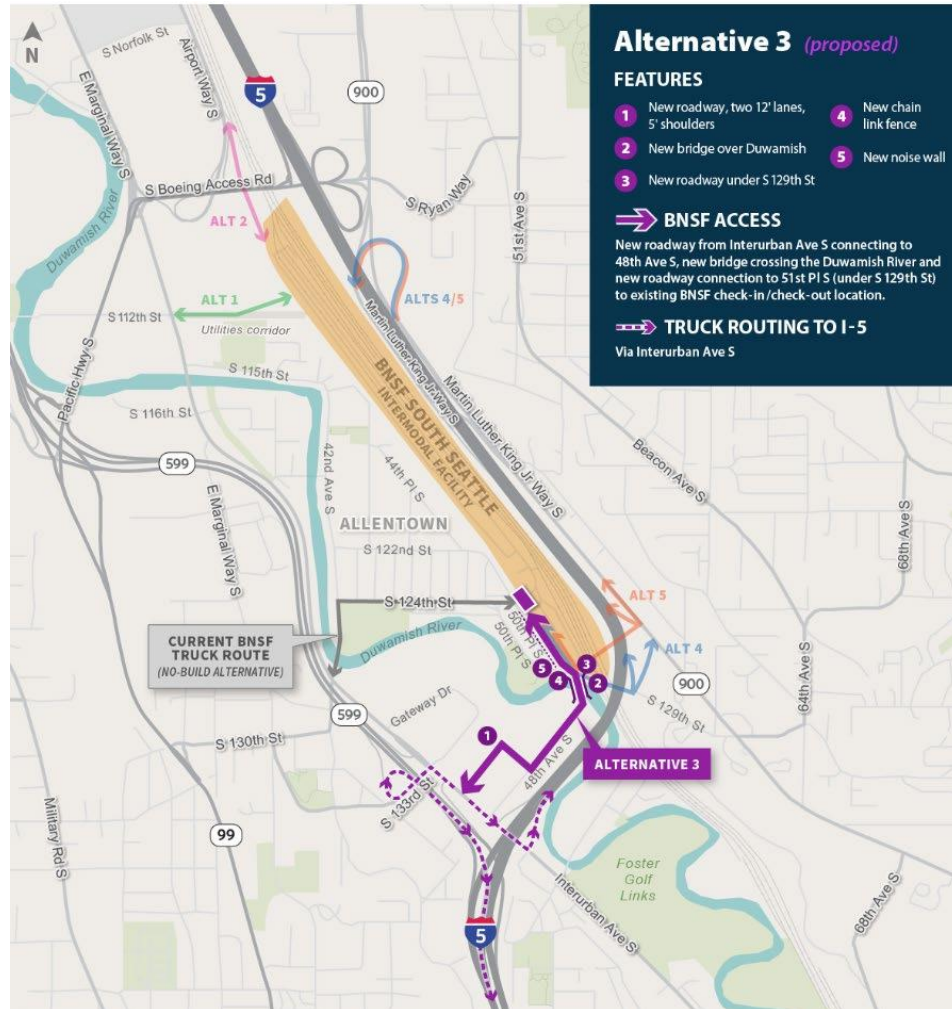 Alternative 3 (proposed)
FEATURES
1 New roadway, two 12' lanes,
5' shoulders
2 New bridge over Duwamish
3 New roadway under S 129th St
4 New chain
link fence
5 New noise wall
BNSF ACCESS
New roadway from Interurban Ave S connecting to
48th Ave S, new bridge crossing the Duwamish River and
new roadway connection to 51st Pl S (under S 129th St)
to existing BNSF check-in/check-out location.
TRUCK ROUTING TO I-5
Via Interurban Ave S
N
S Norfolk St
Airport Way S
E Marginal Way S
5
900
S Boeing Access Rd
S Ryan Way
51st Ave S
Duwamish River
ALT 2
ALT 1
ALTS 4/5
S 112th St
Utilities corridor
Martin Luther King Jr Way S
Martin Luther King Jr Way S
Pacific Hwy S
S 115th St
S 116th St
BNSF SOUTH SEATTLE
INTERMODAL FACILITY
Beacon Ave S
599
42nd Ave S
44th Pl S
E Marginal Way S
ALLENTOWN
68th Ave S
S 122nd St
S 124th St
ALT 5
CURRENT BNSF
TRUCK ROUTE
(NO-BUILD ALTERNATIVE)
Duwamish River
50th Pl S
50th Pl S
5
4
3
2
ALT 4
900
64th Ave S
S 129th St
599
Gateway Dr
1
S 130th St
48th Ave S
ALTERNATIVE 3
S 133rd St
Military Rd S
99
Foster
Golf
Links
Interurban Ave S
68th Ave S
5